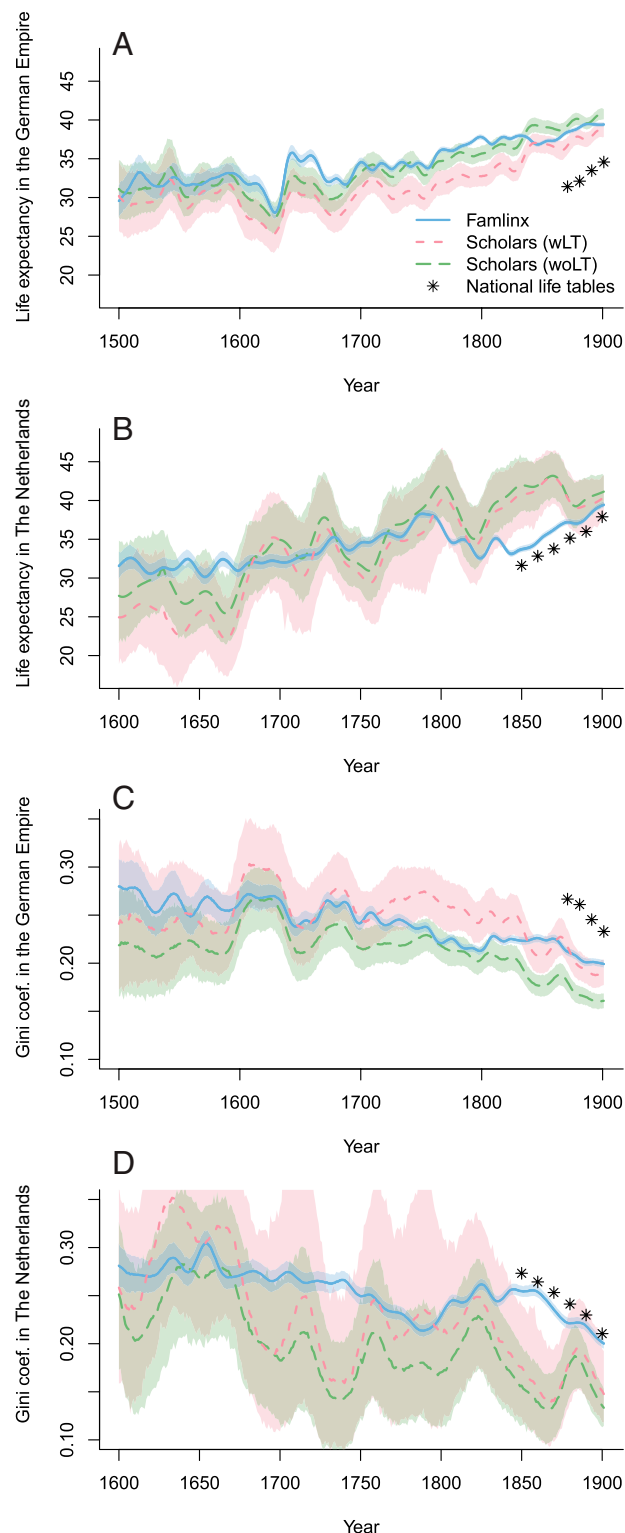 A
Life expectancy in the German Empire
45
40
35
30
25
20
Famlinx
Scholars (wLT)
Scholars (woLT)
National life tables
1500 1600 1700 1800 1900
Year
B
Life expectancy in The Netherlands
45
40
35
30
25
20
1600 1650 1700 1750 1800 1850 1900
Year
C
Gini coef. in the German Empire
0.30
0.20
0.10
1500 1600 1700 1800 1900
Year
D
Gini coef. in The Netherlands
0.30
0.20
0.10
1600 1650 1700 1750 1800 1850 1900
Year